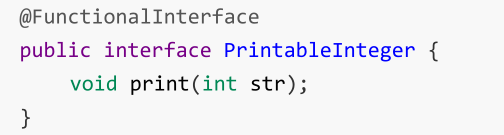 @FunctionalInterface
public interface PrintableInteger {
    void print(int str);
}